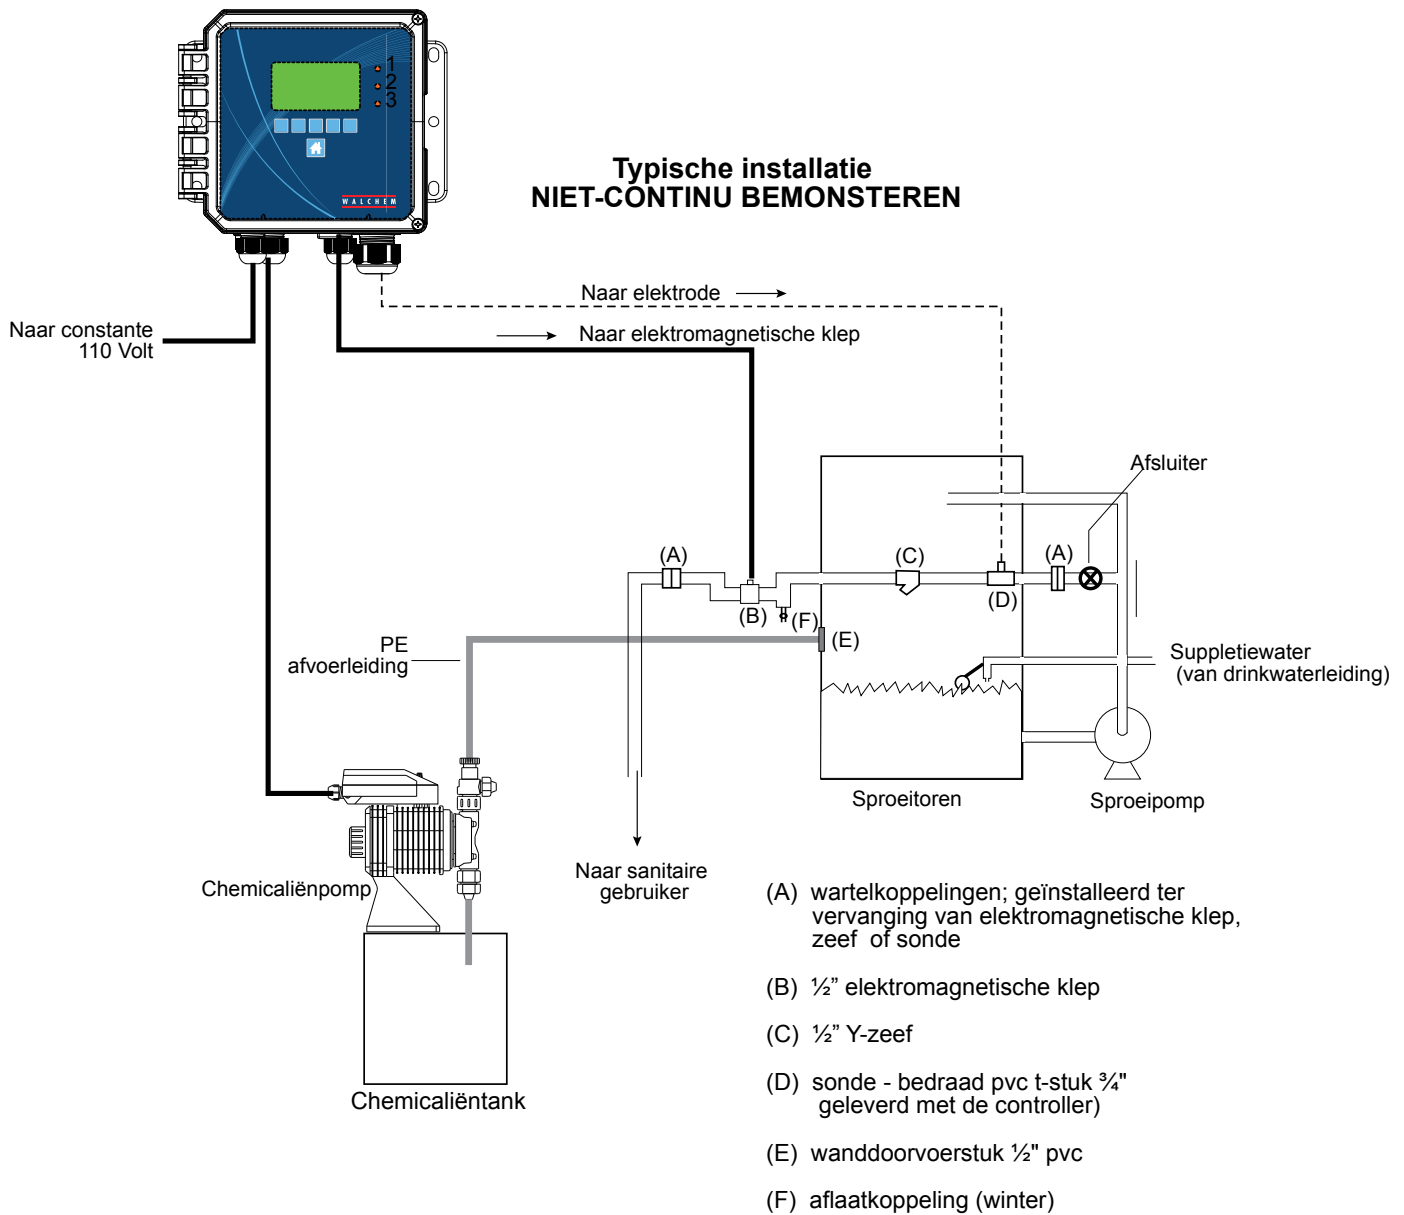 1
2
3
WALCHEM
Typische installatie
NIET-CONTINU BEMONSTEREN
Naar elektrode
Naar elektromagnetische klep
Naar constante
110 Volt
Afsluiter
(A)
(C)
(A)
(B)
(F)
(D)
(E)
PE
afvoerleiding
Suppletiewater
(van drinkwaterleiding)
Sproeitoren
Sproeipomp
Chemicaliënpomp
Naar sanitaire
gebruiker
Chemicaliëntank
(A) wartelkoppelingen; geïnstalleerd ter
vervanging van elektromagnetische klep,
zeef of sonde
(B) ½” elektromagnetische klep
(C) ½” Y-zeef
(D) sonde - bedraad pvc t-stuk ¾"
geleverd met de controller)
(E) wanddoorvoerstuk ½" pvc
(F) aflaatkoppeling (winter)